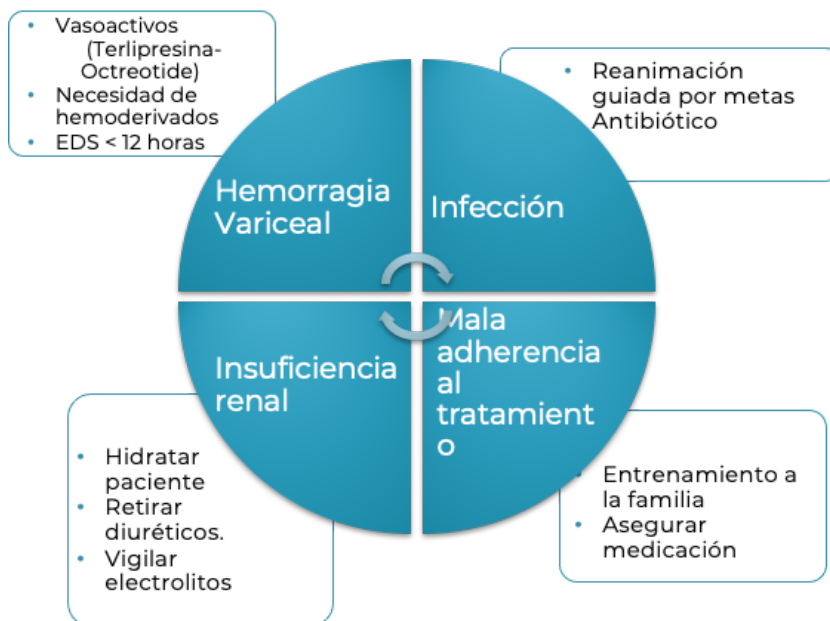 • Vasoactivos
(Terlipresina-
Octreotide)
• Necesidad de
hemoderivados
• EDS < 12 horas
• Reanimación
guiada por metas
Antibiótico
Hemorragia
Variceal
Infección
Insuficiencia
renal
Mala
adherencia
al
tratamient
o
• Hidratar
paciente
• Retirar
diuréticos.
• Vigilar
electrolitos
• Entrenamiento a
la familia
• Asegurar
medicación